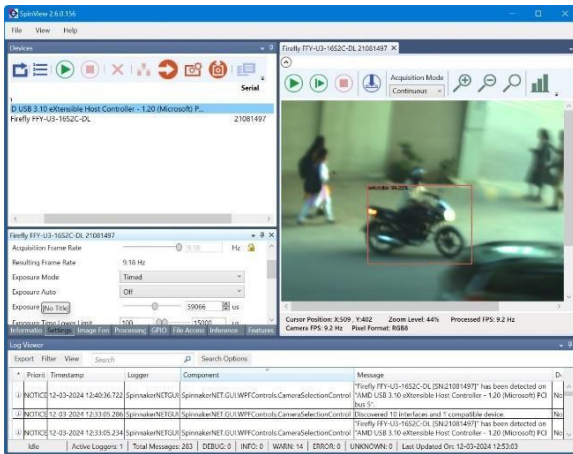 SpinView 2.6.0.156
File View Help
Devices
Serial
D USB 3.10 eXtensible Host Controller - 1.20 (Microsoft) P...
Firefly FFY-U3-16S2C-DL 21081497
Firefly FFY-U3-16S2C-DL 21081497
Acquisition Frame Rate 9.18 Hz
Resulting Frame Rate 9.18 Hz
Exposure Mode Timed
Exposure Auto Off
Exposure [No Title] 59066 us
Exposure Time Lower Limit 100 15000 us
Informatio Settings Image Fon Processing GPIO File Access Inference Features
Firefly FFY-U3-16S2C-DL 21081497
Acquisition Mode
Continuous
Cursor Position: X:509 , Y:402 Zoom Level: 44% Processed FPS: 9.2 Hz
Camera FPS: 9.2 Hz Pixel Format: RGB8
Log Viewer
Export Filter View Search Search Options
Priorit Timestamp Logger Component Message
"Firefly FFY-U3-16S2C-DL [SN:21081497]" has been detected on
NOTICE 12-03-2024 12:40:36.722 SpinnakerNETGUI SpinnakerNET.GUI.WPFControls.CameraSelectionControl "AMD USB 3.10 eXtensible Host Controller - 1.20 (Microsoft) PCI No
bus 5".
NOTICE 12-03-2024 12:33:05.286 SpinnakerNETGUI SpinnakerNET.GUI.WPFControls.CameraSelectionControl Discovered 10 interfaces and 1 compatible device. No
"Firefly FFY-U3-16S2C-DL [SN:21081497]" has been detected on
NOTICE 12-03-2024 12:33:05.234 SpinnakerNETGUI SpinnakerNET.GUI.WPFControls.CameraSelectionControl "AMD USB 3.10 eXtensible Host Controller - 1.20 (Microsoft) PCI No
Idle Active Loggers: 1 Total Messages: 283 DEBUG: 0 INFO: 0 WARN: 14 ERROR: 0 UNKNOWN: 0 Last Updated On: 12-03-2024 12:53:03